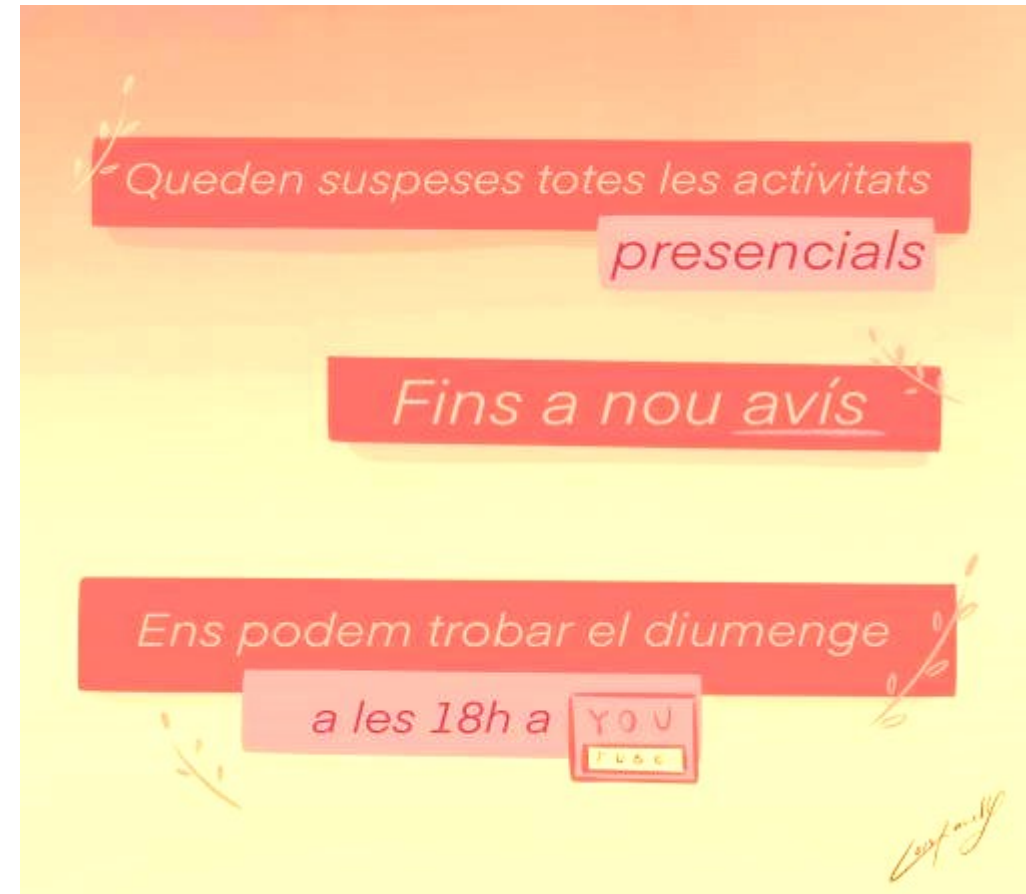 Queden suspeses totes les activitats
presencials
Fins a nou avís
Ens podem trobar el diumenge
a les 18h a YOU